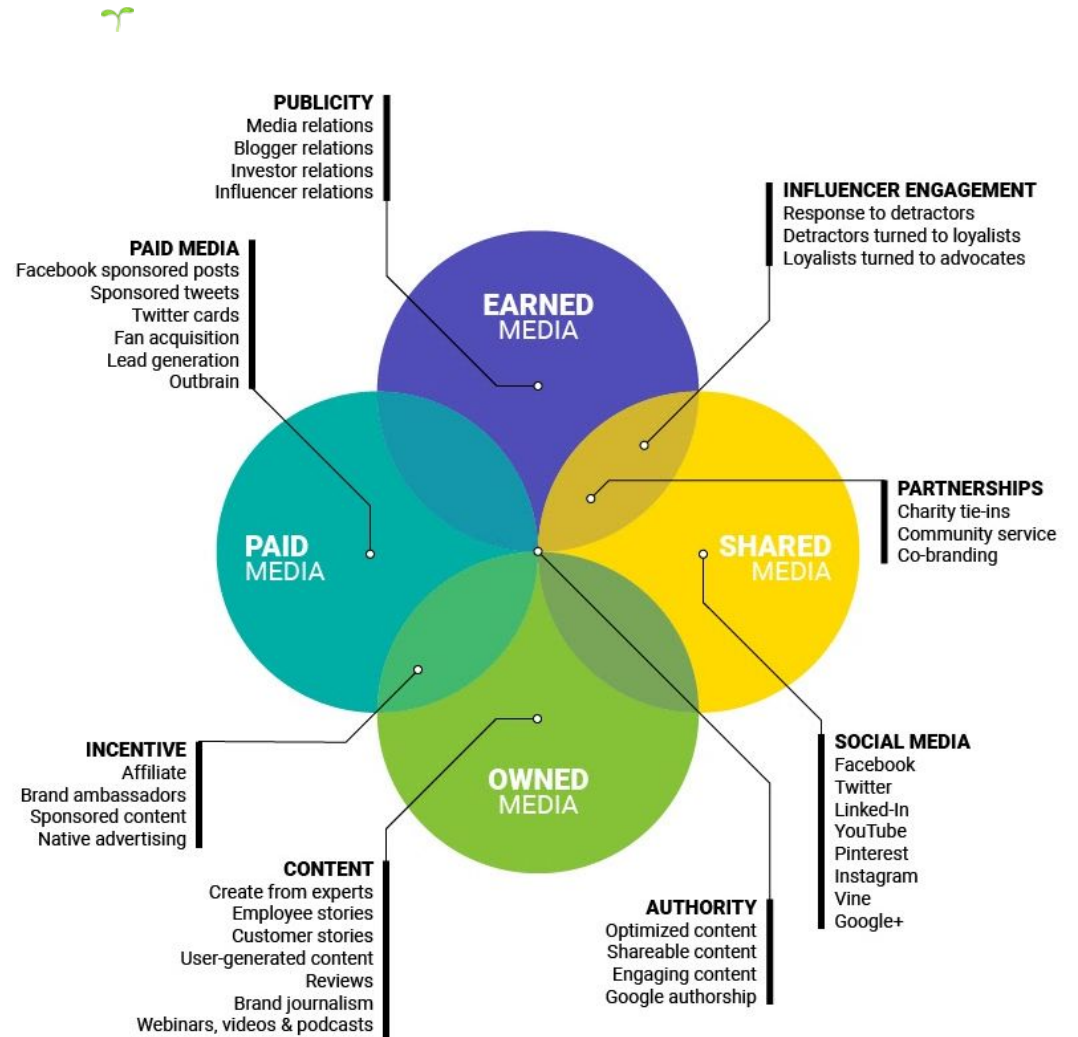 PUBLICITY
Media relations
Blogger relations
Investor relations
Influencer relations
INFLUENCER ENGAGEMENT
Response to detractors
Detractors turned to loyalists
Loyalists turned to advocates
PAID MEDIA
Facebook sponsored posts
Sponsored tweets
Twitter cards
Fan acquisition
Lead generation
Outbrain
EARNED
MEDIA
PARTNERSHIPS
Charity tie-ins
Community service
Co-branding
PAID
MEDIA
SHARED
MEDIA
OWNED
MEDIA
INCENTIVE
Affiliate
Brand ambassadors
Sponsored content
Native advertising
SOCIAL MEDIA
Facebook
Twitter
Linked-In
YouTube
Pinterest
Instagram
Vine
Google+
CONTENT
Create from experts
Employee stories
Customer stories
User-generated content
Reviews
Brand journalism
Webinars, videos & podcasts
AUTHORITY
Optimized content
Shareable content
Engaging content
Google authorship